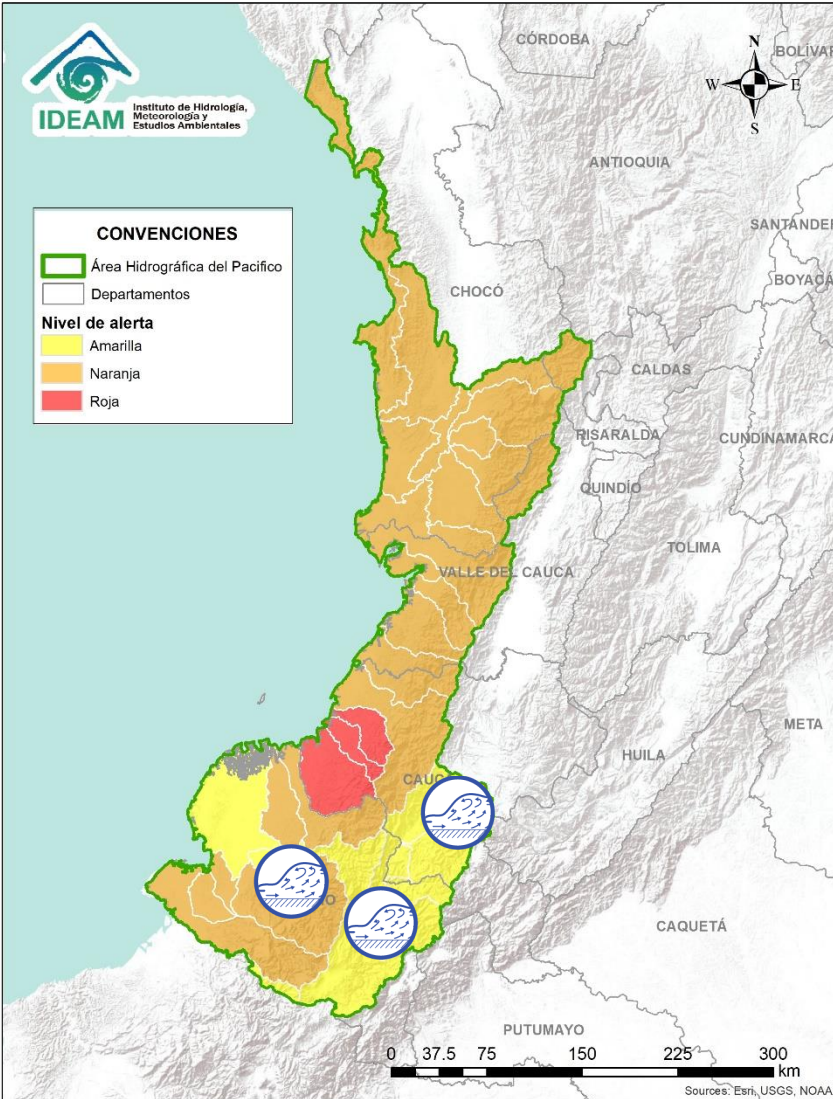 IDEAM
Instituto de Hidrología,
Meteorología y
Estudios Ambientales
CÓRDOBA
BOLÍVAR
N
W
E
S
ANTIOQUIA
SANTANDER
BOYACÁ
CONVENCIONES
Área Hidrográfica del Pacifico
Departamentos
Nivel de alerta
Amarilla
Naranja
Roja
CHOCÓ
CALDAS
RISARALDA
CUNDINAMARCA
QUINDÍO
TOLIMA
VALLE DEL CAUCA
META
HUILA
CAUC
CAQUETÁ
PUTUMAYO
0 37.5 75 150 225 300
km
Sources: Esri, USGS, NOAA